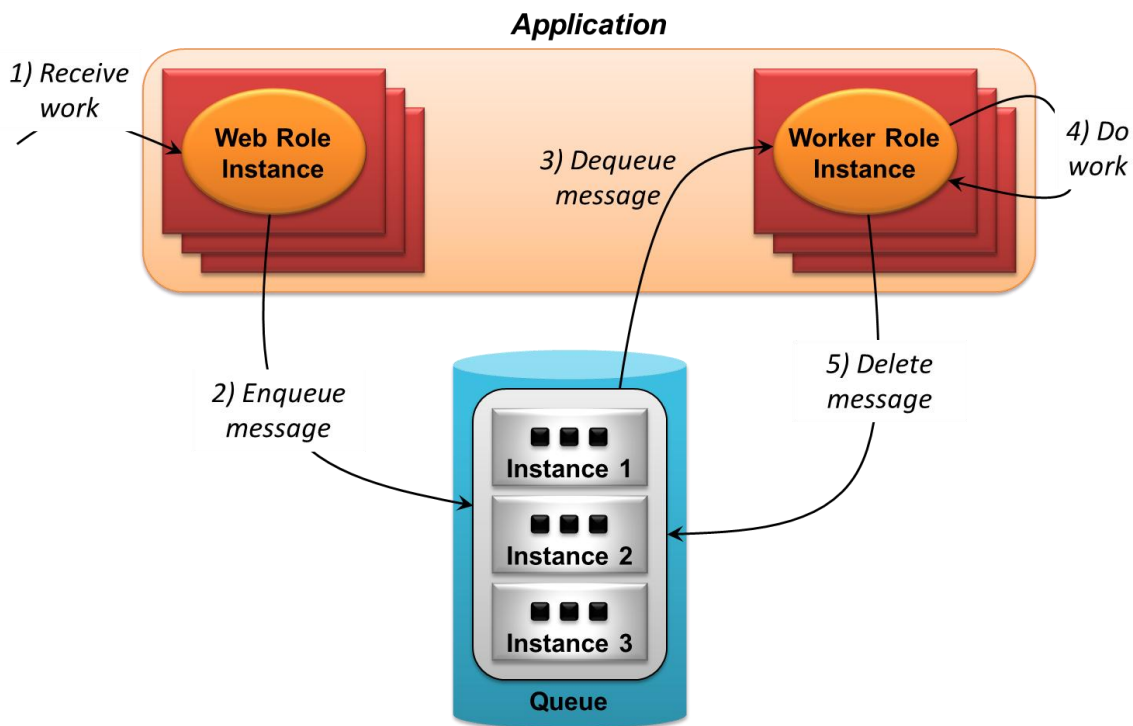 Application
1) Receive
work
Web Role
Instance
3) Dequeue
message
Worker Role
Instance
4) Do
work
2) Enqueue
message
5) Delete
message
Instance 1
Instance 2
Instance 3
Queue